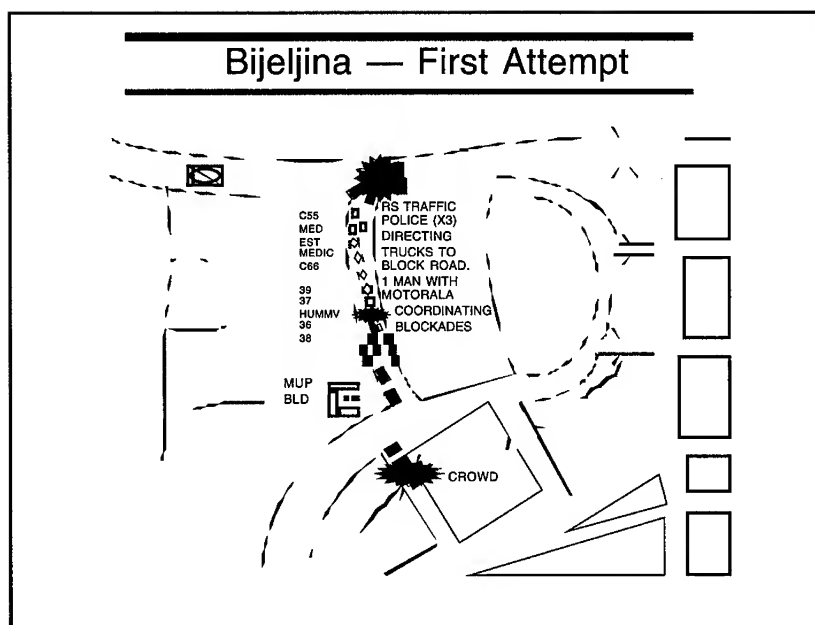 Bijeljina — First Attempt
C55
MED
EST
MEDIC
C66
39
37
HUMMV
36
38
RS TRAFFIC
POLICE (X3)
DIRECTING
TRUCKS TO
BLOCK ROAD.
1 MAN WITH
MOTORALA
COORDINATING
BLOCKADES
MUP
BLD
CROWD